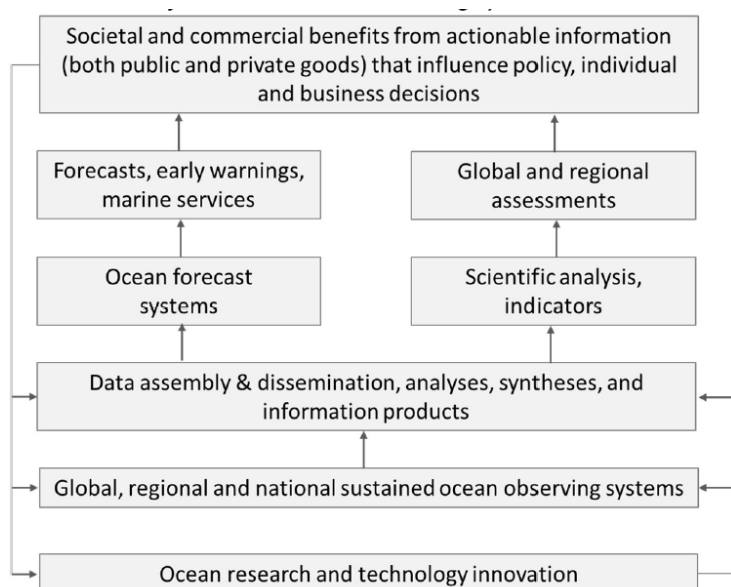 Societal and commercial benefits from actionable information
(both public and private goods) that influence policy, individual
and business decisions
Forecasts, early warnings,
marine services
Global and regional
assessments
Ocean forecast
systems
Scientific analysis,
indicators
Data assembly & dissemination, analyses, syntheses, and
information products
Global, regional and national sustained ocean observing systems
Ocean research and technology innovation